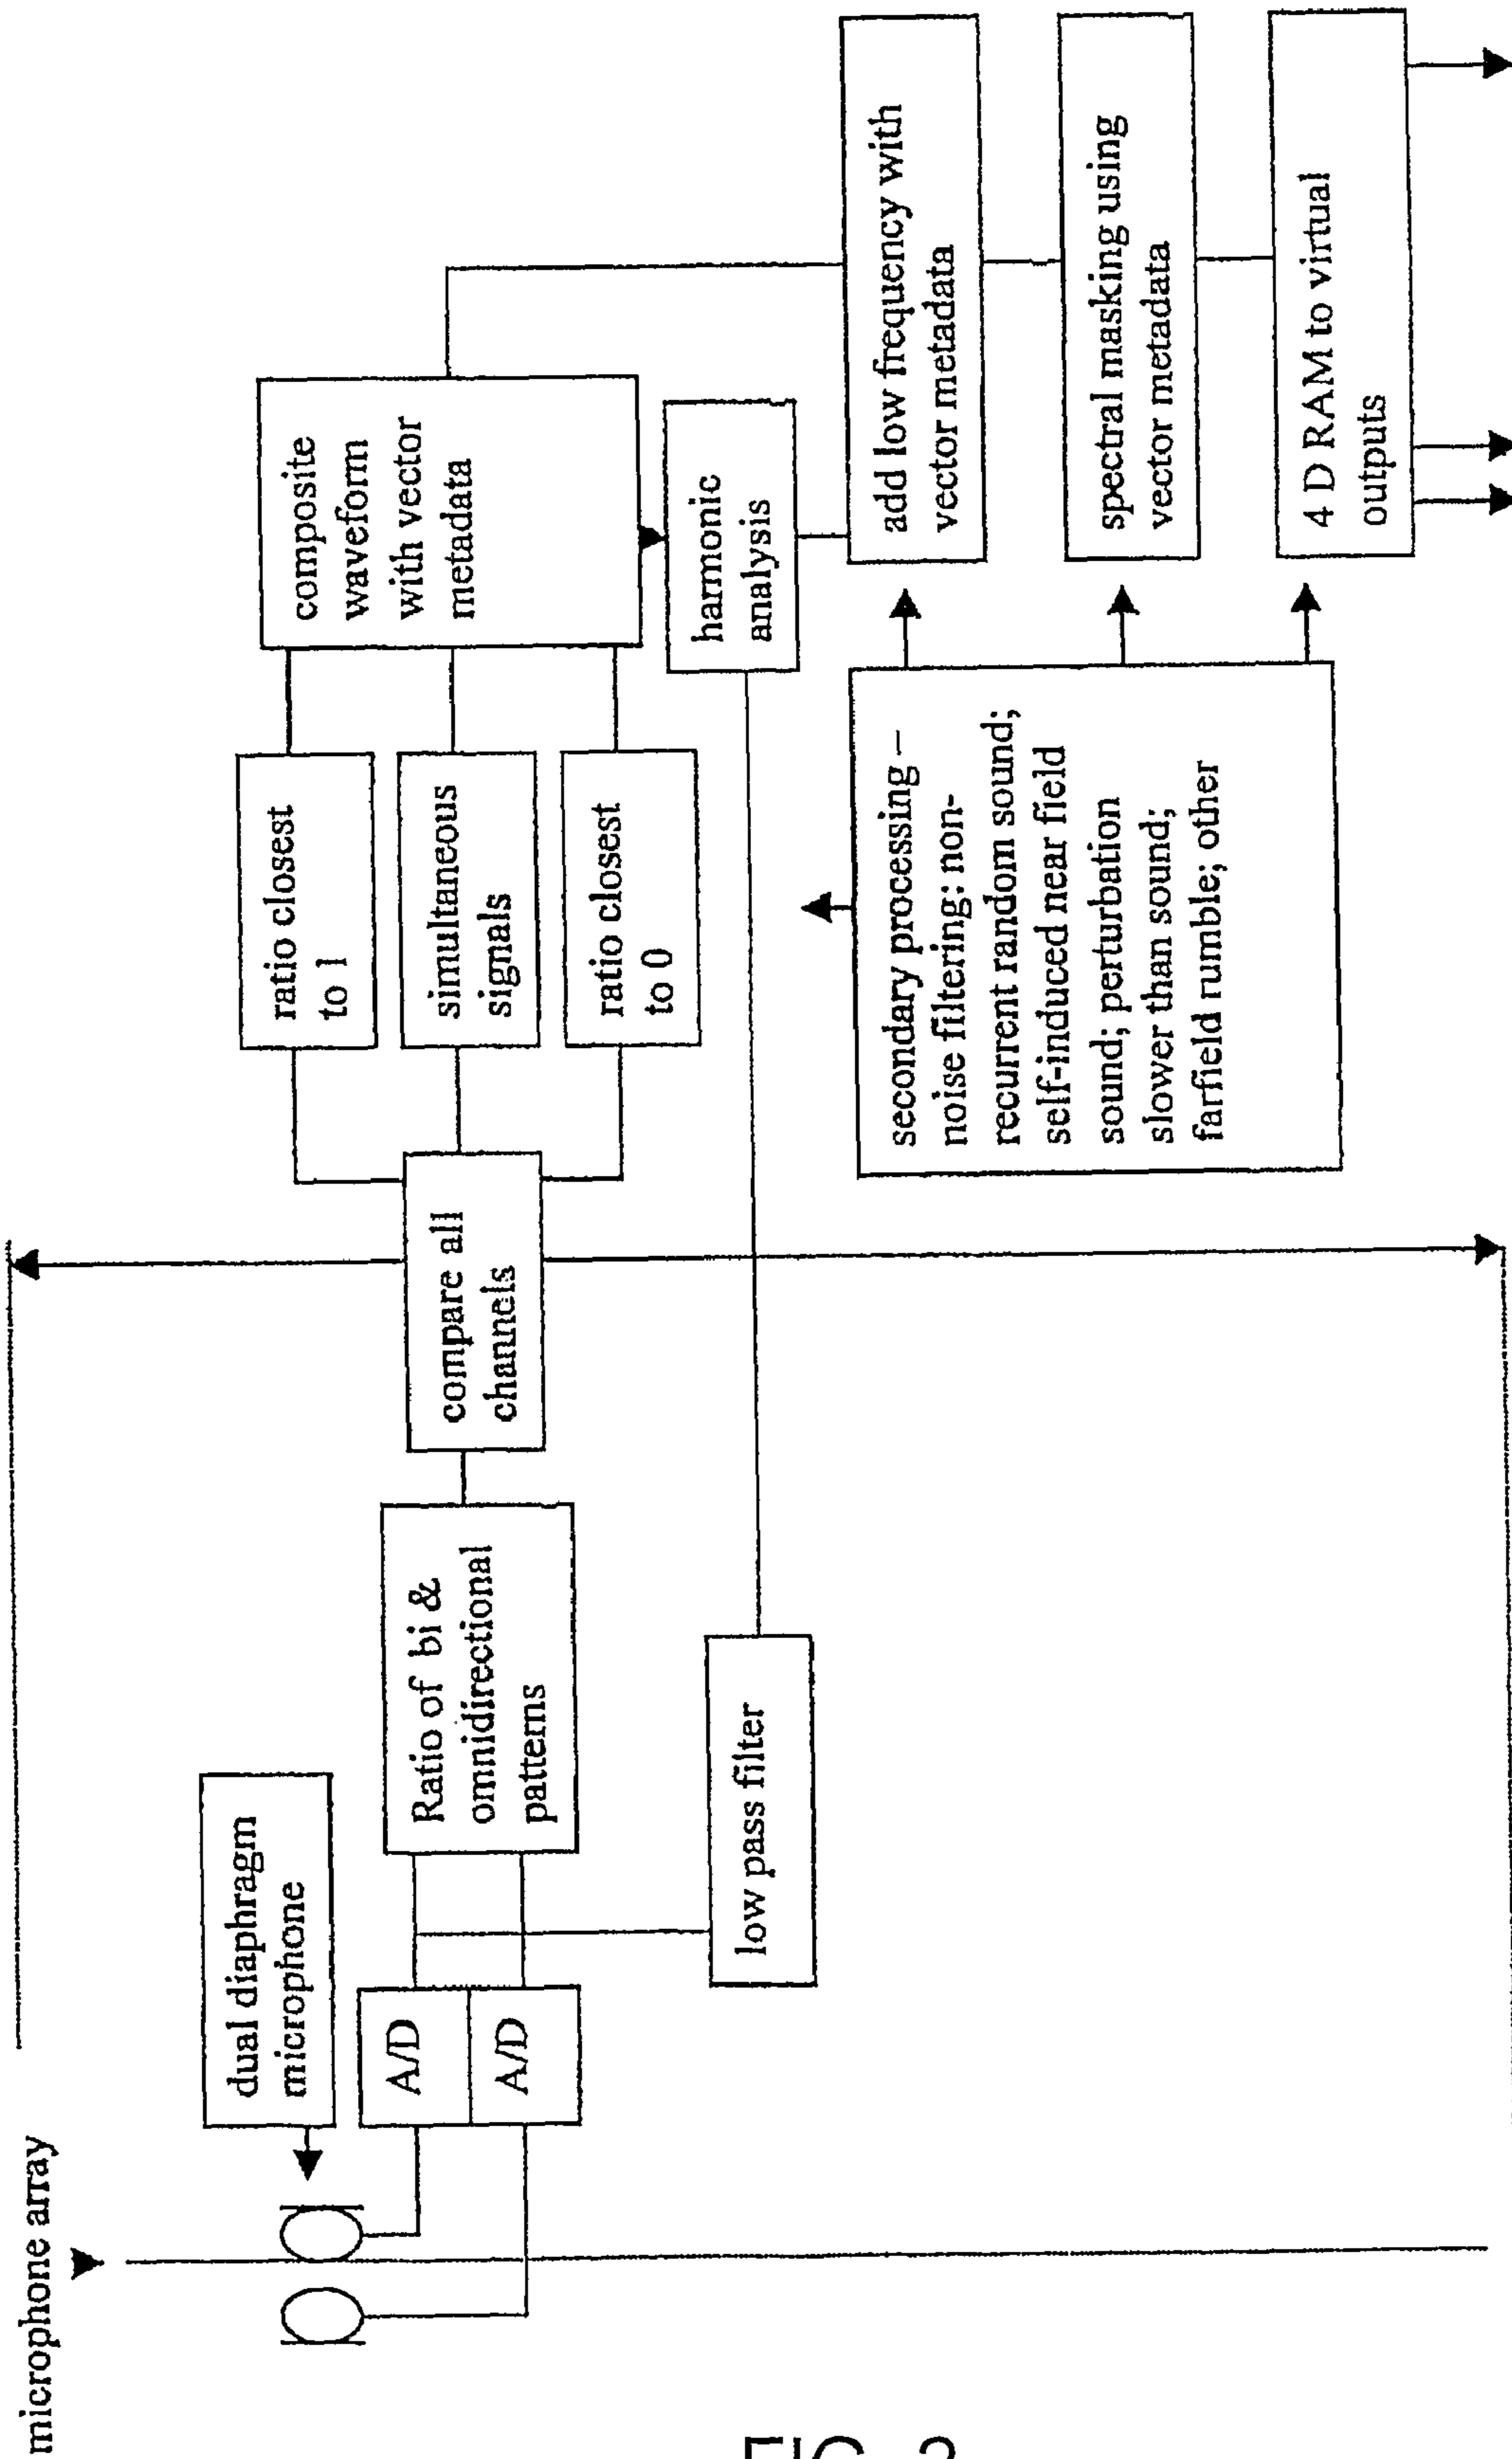 microphone array
dual diaphragm
microphone
A/D
A/D
Ratio of bi &
omnidirectional
patterns
low pass filter
compare all
channels
ratio closest
to 1
simultaneous
signals
ratio closest
to 0
composite
waveform
with vector
metadata
harmonic
analysis
secondary processing –
noise filtering: non-
recurrent random sound;
self-induced near field
sound; perturbation
slower than sound;
farfield rumble; other
add low frequency with
vector metadata
spectral masking using
vector metadata
4 D RAM to virtual
outputs